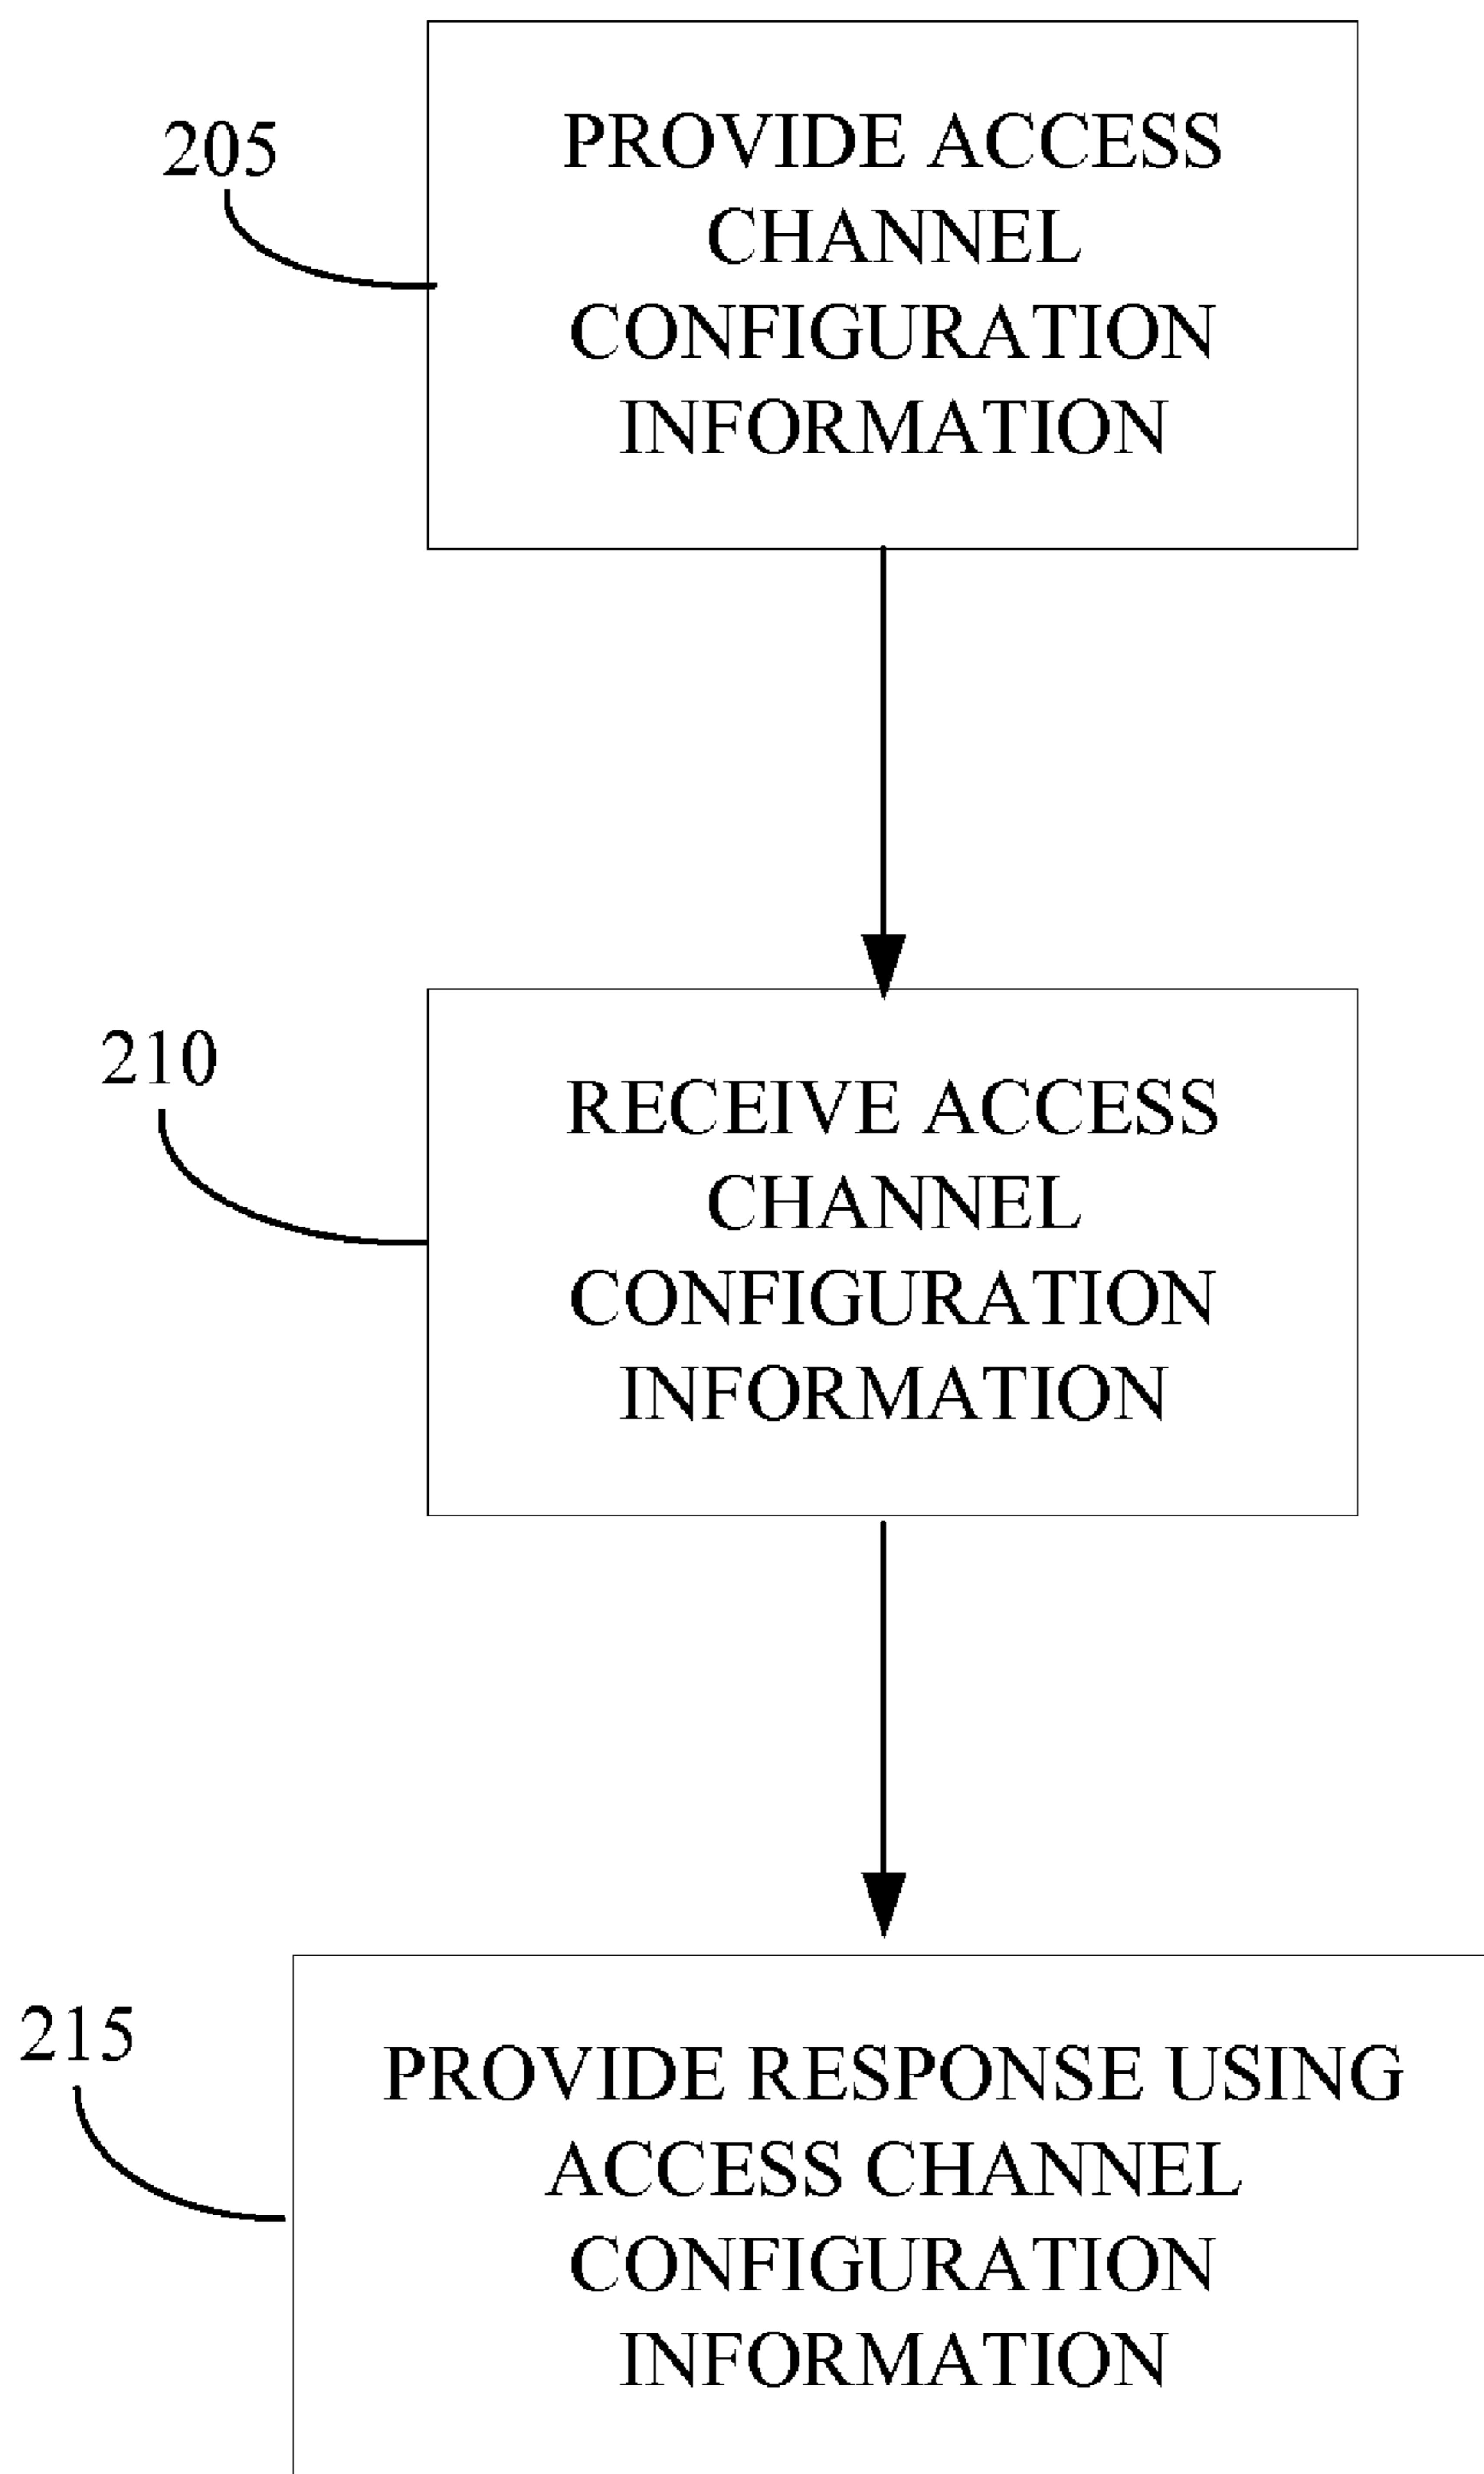 205
PROVIDE ACCESS
CHANNEL
CONFIGURATION
INFORMATION
210
RECEIVE ACCESS
CHANNEL
CONFIGURATION
INFORMATION
215
PROVIDE RESPONSE USING
ACCESS CHANNEL
CONFIGURATION
INFORMATION